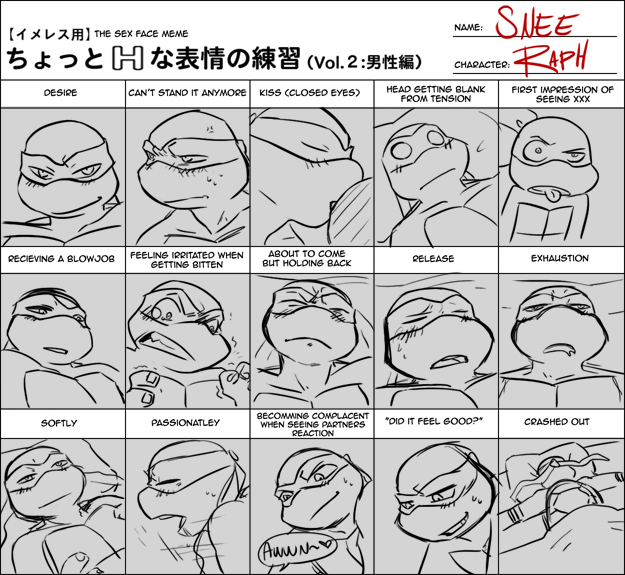 【イメレス用】THE SEX FACE MEME
ちょっとHな表情の練習(Vol.2:男性編)
NAME: SNEE
CHARACTER: RAPH
DESIRE
CAN'T STAND IT ANYMORE
KISS (CLOSED EYES)
HEAD GETTING BLANK
FROM TENSION
FIRST IMPRESSION OF
SEEING XXX
RECIEVING A BLOWJOB
FEELING IRRITATED WHEN
GETTING BITTEN
ABOUT TO COME
BUT HOLDING BACK
RELEASE
EXHAUSTION
SOFTLY
PASSIONATLEY
BECOMMING COMPLACENT
WHEN SEEING PARTNERS
REACTION
"DID IT FEEL GOOD?"
CRASHED OUT
AWWN~♥